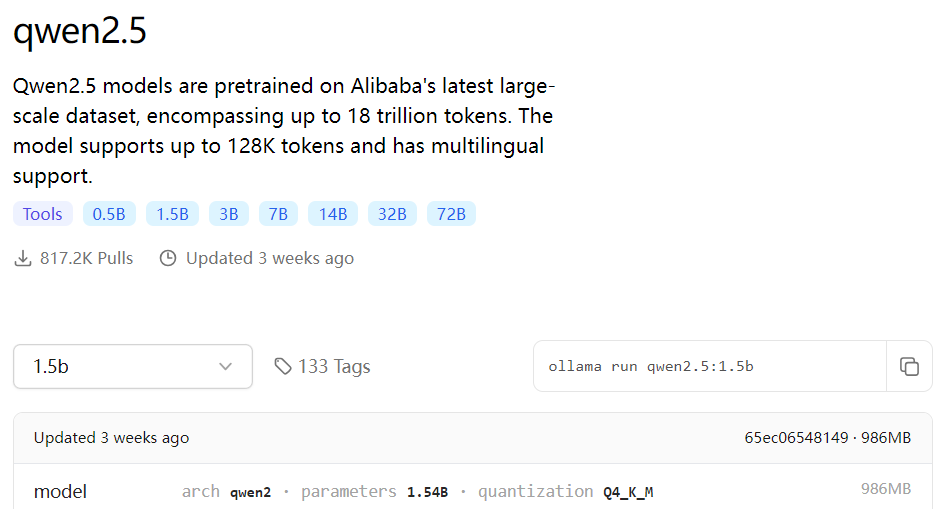 qwen2.5
Qwen2.5 models are pretrained on Alibaba's latest large-
scale dataset, encompassing up to 18 trillion tokens. The
model supports up to 128K tokens and has multilingual
support.
Tools 0.5B 1.5B 3B 7B 14B 32B 72B
817.2K Pulls Updated 3 weeks ago
1.5b 133 Tags ollama run qwen2.5:1.5b
Updated 3 weeks ago 65ec06548149 · 986MB
model arch qwen2 · parameters 1.54B · quantization Q4_K_M 986MB